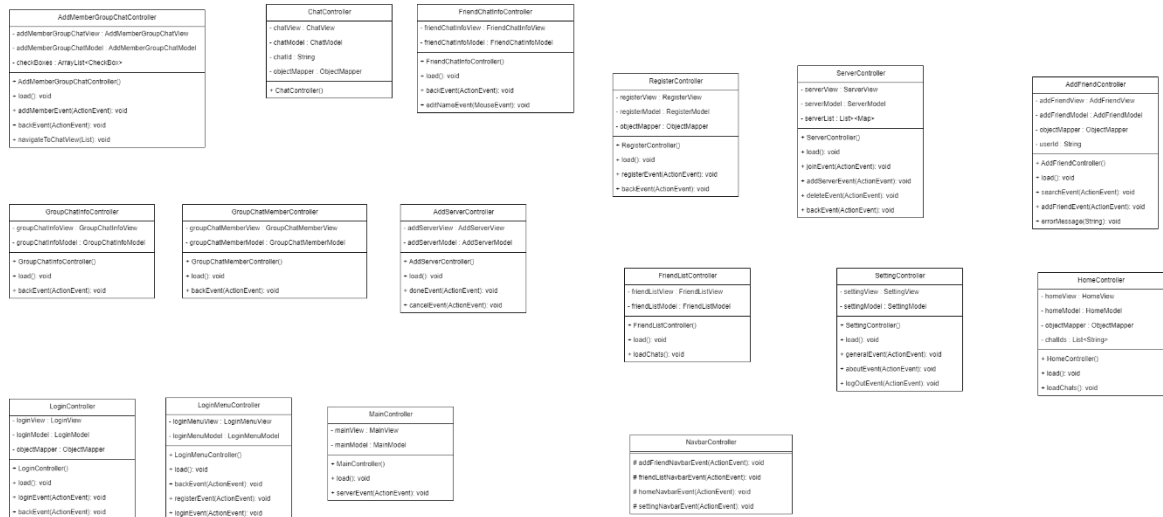 AddMemberGroupChatController
- addMemberGroupChatView : AddMemberGroupChatView
- addMemberGroupChatModel : AddMemberGroupChatModel
- checkBoxes : ArrayList<CheckBox>
+ AddMemberGroupChatController()
+ load(): void
+ addMemberEvent(ActionEvent): void
+ backEvent(ActionEvent): void
+ navigateToChatView(List): void
ChatController
- chatView : ChatView
- chatModel : ChatModel
- chatId : String
- objectMapper : ObjectMapper
+ ChatController()
FriendChatInfoController
- friendChatInfoView : FriendChatInfoView
- friendChatInfoModel : FriendChatInfoModel
+ FriendChatInfoController()
+ load(): void
+ backEvent(ActionEvent): void
+ editNameEvent(MouseEvent): void
RegisterController
- registerView : RegisterView
- registerModel : RegisterModel
- objectMapper : ObjectMapper
+ RegisterController()
+ load(): void
+ registerEvent(ActionEvent): void
+ backEvent(ActionEvent): void
ServerController
- serverView : ServerView
- serverModel : ServerModel
- serverList : List><Map>
+ ServerController()
+ load(): void
+ joinEvent(ActionEvent): void
+ addServerEvent(ActionEvent): void
+ deleteEvent(ActionEvent): void
+ backEvent(ActionEvent): void
AddFriendController
- addFriendView : AddFriendView
- addFriendModel : AddFriendModel
- objectMapper : ObjectMapper
- userId : String
+ AddFriendController()
+ load(): void
+ searchEvent(ActionEvent): void
+ addFriendEvent(ActionEvent): void
+ errorMessage(String): void
GroupChatInfoController
- groupChatInfoView : GroupChatInfoView
- groupChatInfoModel : GroupChatInfoModel
+ GroupChatInfoController()
+ load(): void
+ backEvent(ActionEvent): void
GroupChatMemberController
- groupChatMemberView : GroupChatMemberView
- groupChatMemberModel : GroupChatMemberModel
+ GroupChatMemberController()
+ load(): void
+ backEvent(ActionEvent): void
AddServerController
- addServerView : AddServerView
- addServerModel : AddServerModel
+ AddServerController()
+ load(): void
+ doneEvent(ActionEvent): void
+ cancelEvent(ActionEvent): void
FriendListController
- friendListView : FriendListView
- friendListModel : FriendListModel
+ FriendListController()
+ load(): void
+ loadChats(): void
SettingController
- settingView : SettingView
- settingModel : SettingModel
+ SettingController()
+ load(): void
+ generalEvent(ActionEvent): void
+ aboutEvent(ActionEvent): void
+ logOutEvent(ActionEvent): void
HomeController
- homeView : HomeView
- homeModel : HomeModel
- objectMapper : ObjectMapper
- chatIds : List<String>
+ HomeController()
+ load(): void
+ loadChats(): void
LoginController
- loginView : LoginView
- loginModel : LoginModel
- objectMapper : ObjectMapper
+ LoginController()
+ load(): void
+ loginEvent(ActionEvent): void
+ backEvent(ActionEvent): void
LoginMenuController
- loginMenuView : LoginMenuView
- loginMenuModel : LoginMenuModel
+ LoginMenuController()
+ load(): void
+ backEvent(ActionEvent): void
+ registerEvent(ActionEvent): void
+ loginEvent(ActionEvent): void
MainController
- mainView : MainView
- mainModel : MainModel
+ MainController()
+ load(): void
+ serverEvent(ActionEvent): void
NavbarController
# addFriendNavbarEvent(ActionEvent): void
# friendListNavbarEvent(ActionEvent): void
# homeNavbarEvent(ActionEvent): void
# settingNavbarEvent(ActionEvent): void